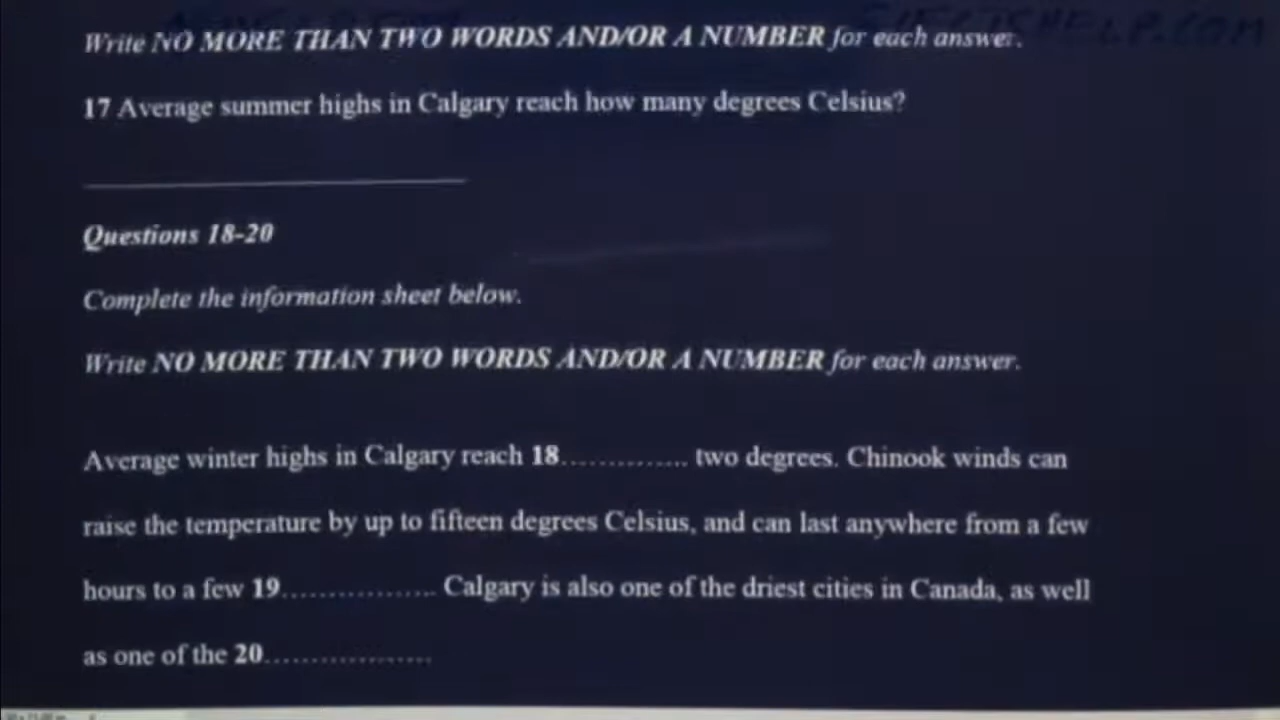 Write NO MORE THAN TWO WORDS AND/OR A NUMBER for each answer.
17 Average summer highs in Calgary reach how many degrees Celsius?
Questions 18-20
Complete the information sheet below.
Write NO MORE THAN TWO WORDS AND/OR A NUMBER for each answer.
Average winter highs in Calgary reach 18.............. two degrees. Chinook winds can
raise the temperature by up to fifteen degrees Celsius, and can last anywhere from a few
hours to a few 19................. Calgary is also one of the driest cities in Canada, as well
as one of the 20..................